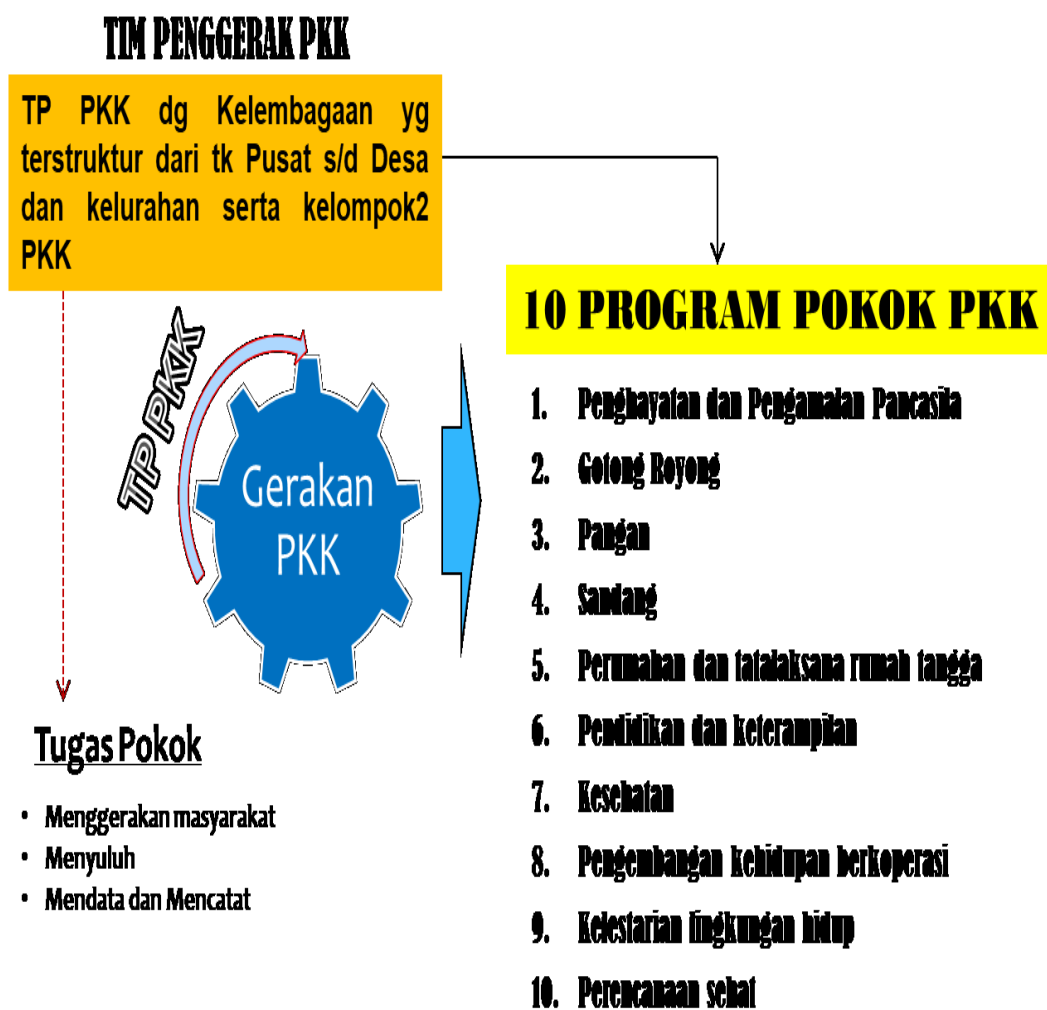 TIM PENGGERAK PKK
TP PKK dg Kelembagaan yg
terstruktur dari tk Pusat s/d Desa
dan kelurahan serta kelompok2
PKK
TP PKK
Gerakan
PKK
Tugas Pokok
• Menggerakan masyarakat
• Menyuluh
• Mendata dan Mencatat
10 PROGRAM POKOK PKK
1. Penghayatan dan Pengamalan Pancasila
2. Gotong Royong
3. Pangan
4. Sandang
5. Perumahan dan tatalaksana rumah tangga
6. Pendidikan dan keterampilan
7. Kesehatan
8. Pengembangan kehidupan berkoperasi
9. Kelestarian lingkungan hidup
10. Perencanaan sehat